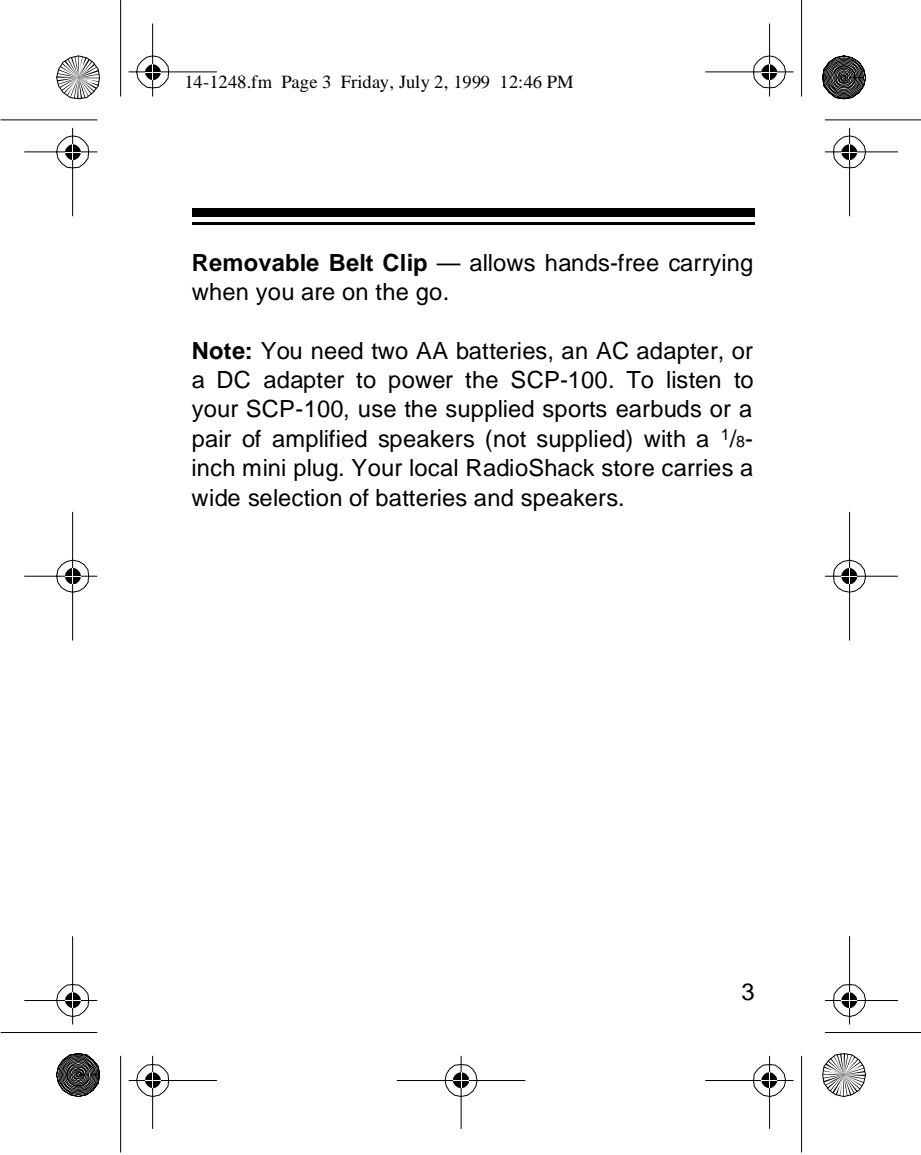 14-1248.fm Page 3 Friday, July 2, 1999 12:46 PM
Removable Belt Clip — allows hands-free carrying
when you are on the go.
Note: You need two AA batteries, an AC adapter, or
a DC adapter to power the SCP-100. To listen to
your SCP-100, use the supplied sports earbuds or a
pair of amplified speakers (not supplied) with a 1/8-
inch mini plug. Your local RadioShack store carries a
wide selection of batteries and speakers.
3